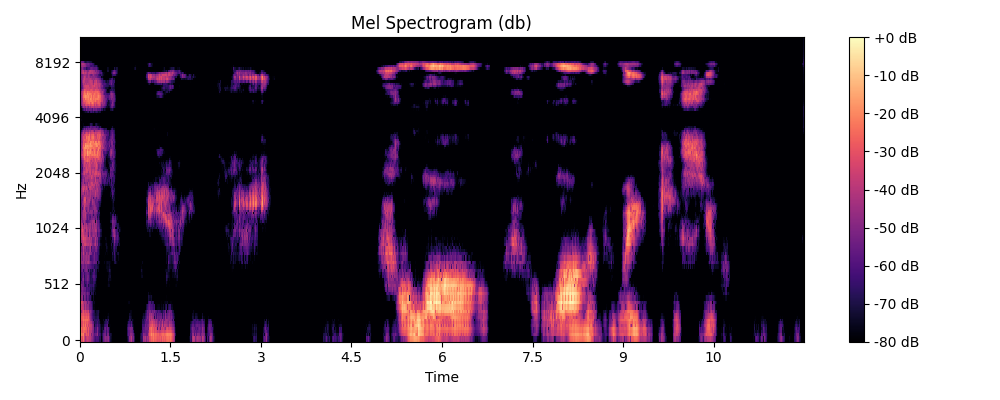 Mel Spectrogram (db)
8192
4096
2048
1024
512
0
Hz
0 1.5 3 4.5 6 7.5 9 10
Time
+0 dB
-10 dB
-20 dB
-30 dB
-40 dB
-50 dB
-60 dB
-70 dB
-80 dB